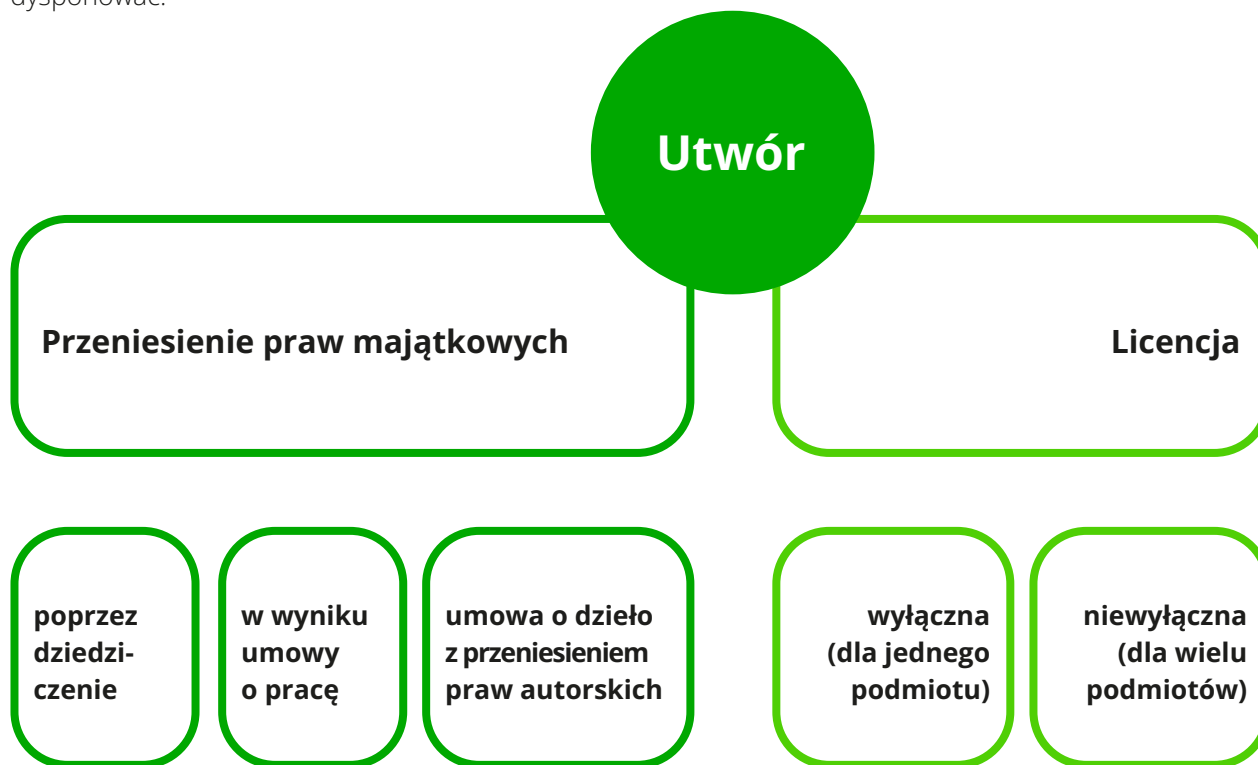 dysponować.
Utwór
Przeniesienie praw majątkowych
Licencja
poprzez
dziedzi-
czenie
w wyniku
umowy
o pracę
umowa o dzieło
z przeniesieniem
praw autorskich
wyłączna
(dla jednego
podmiotu)
niewyłączna
(dla wielu
podmiotów)